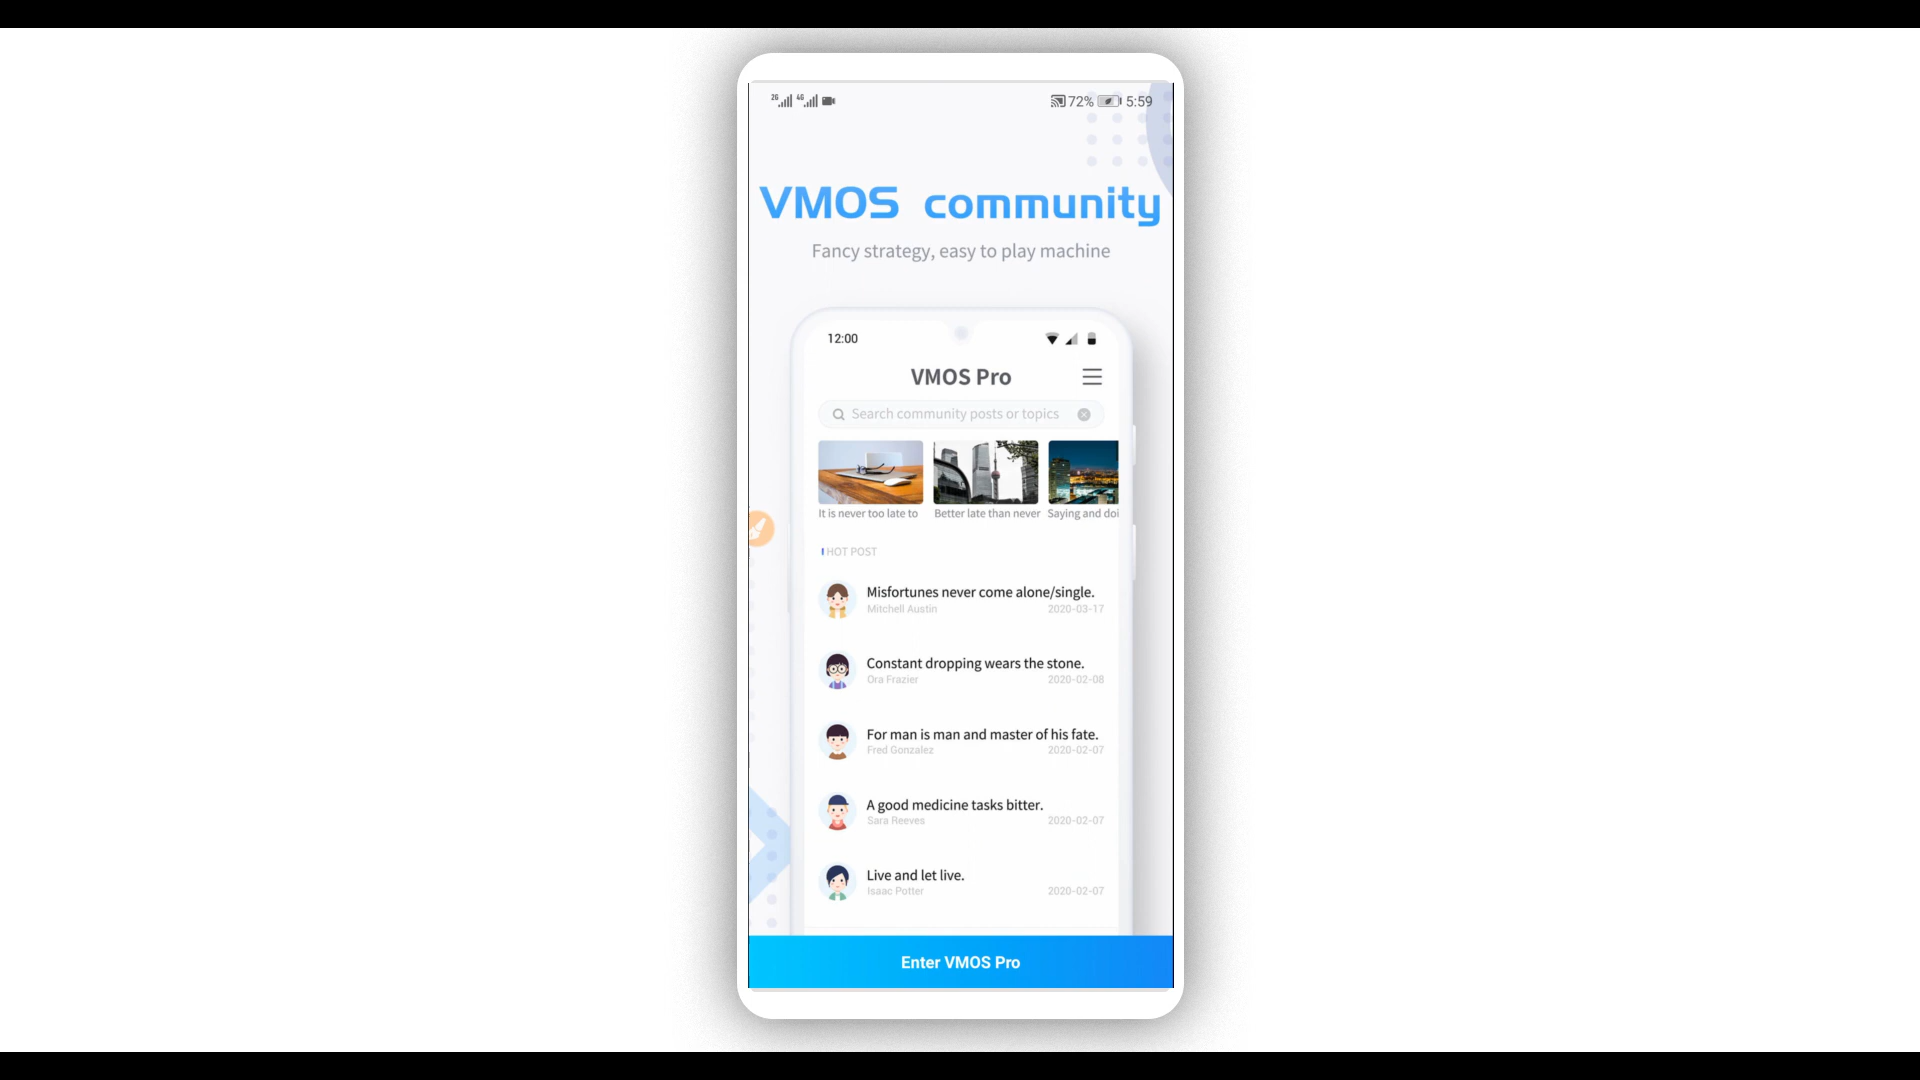 2G 4G 72% 5:59
VMOS community
Fancy strategy, easy to play machine
12:00
VMOS Pro
Search community posts or topics
It is never too late to Better late than never Saying and doi
HOT POST
Misfortunes never come alone/single.
Mitchell Austin 2020-03-17
Constant dropping wears the stone.
Ora Frazier 2020-02-08
For man is man and master of his fate.
Fred Gonzalez 2020-02-07
A good medicine tasks bitter.
Sara Reeves 2020-02-07
Live and let live.
Isaac Potter 2020-02-07
Enter VMOS Pro